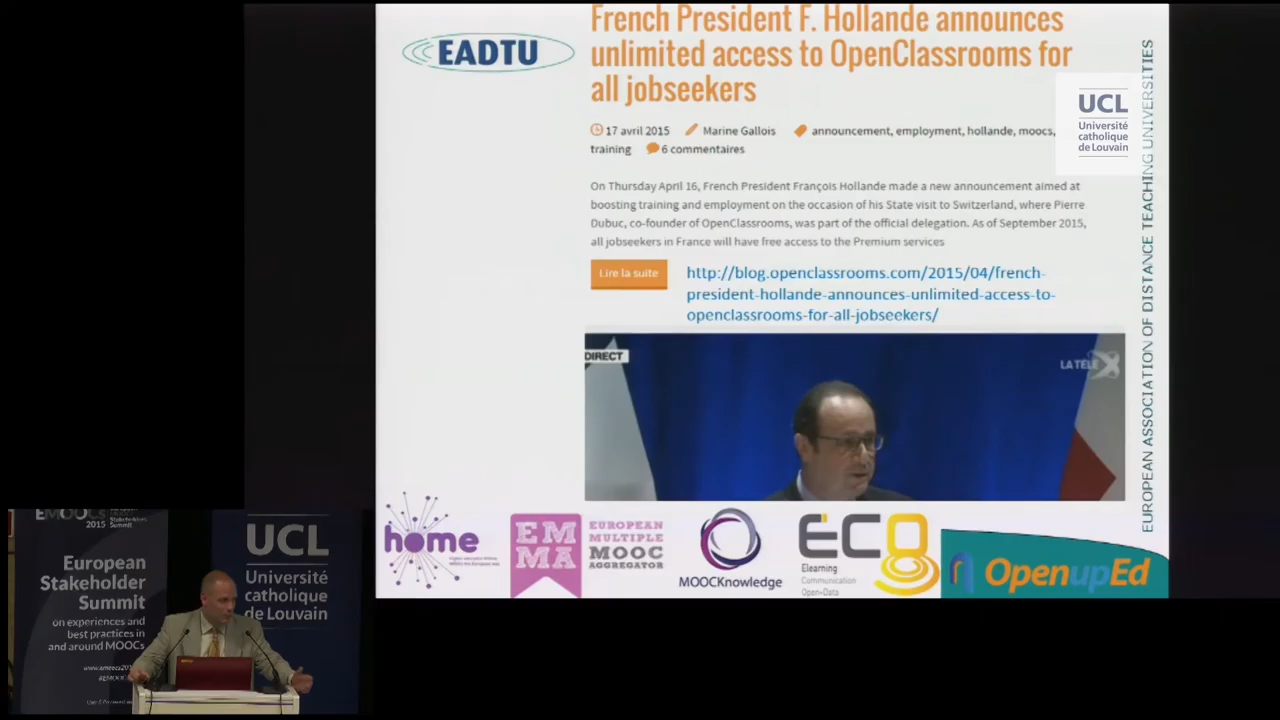 French President F. Hollande announces
unlimited access to OpenClassrooms for
all jobseekers
EADTU
17 avril 2015 Marine Gallois announcement, employment, hollande, moocs,
training 6 commentaires
UCL
Université
catholique
de Louvain
On Thursday April 16, French President François Hollande made a new announcement aimed at
boosting training and employment on the occasion of his State visit to Switzerland, where Pierre
Dubuc, co-founder of OpenClassrooms, was part of the official delegation. As of September 2015,
all jobseekers in France will have free access to the Premium services
Lire la suite
http://blog.openclassrooms.com/2015/04/french-
president-hollande-announces-unlimited-access-to-
openclassrooms-for-all-jobseekers/
EUROPEAN ASSOCIATION OF DISTANCE TEACHING UNIVERSITIES
DIRECT
LA TÉLÉ
home
EM
MA
EUROPEAN
MULTIPLE
MOOC
AGGREGATOR
MOOCKnowledge
ECO
Elearning
Communication
Open-Data
OpenupEd
EMOOCs
2015
Stakeholders
Summit
European
Stakeholder
Summit
on experiences and
best practices in
and around MOOCs
UCL
Université
catholique
de Louvain